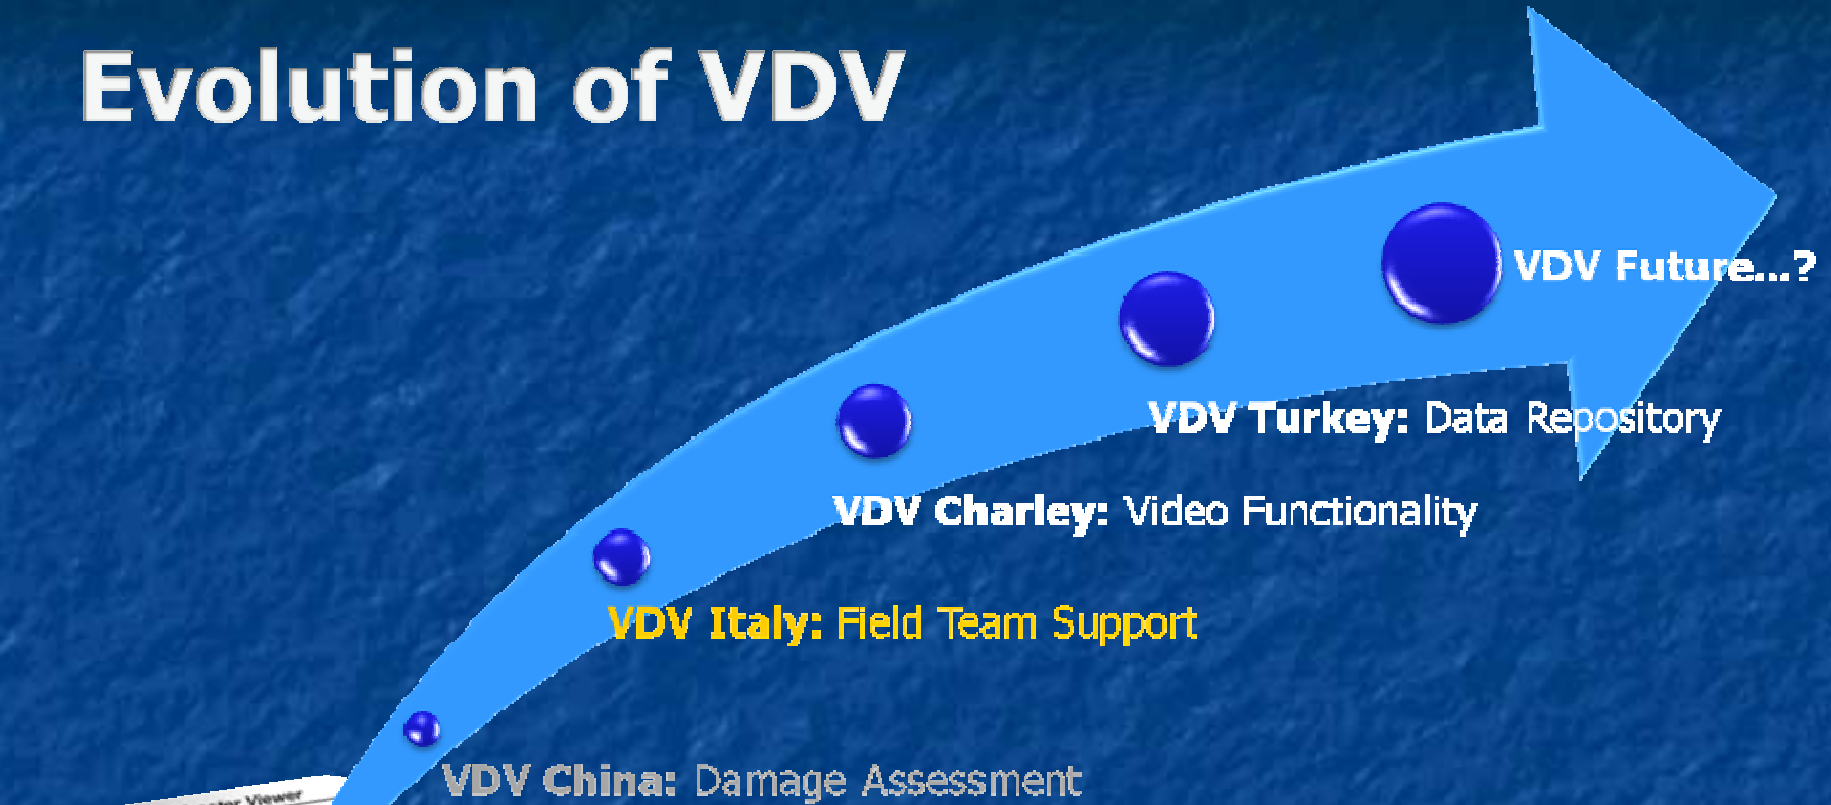 Evolution of VDV
VDV Future...?
VDV Turkey: Data Repository
VDV Charley: Video Functionality
VDV Italy: Field Team Support
VDV China: Damage Assessment
Viewer